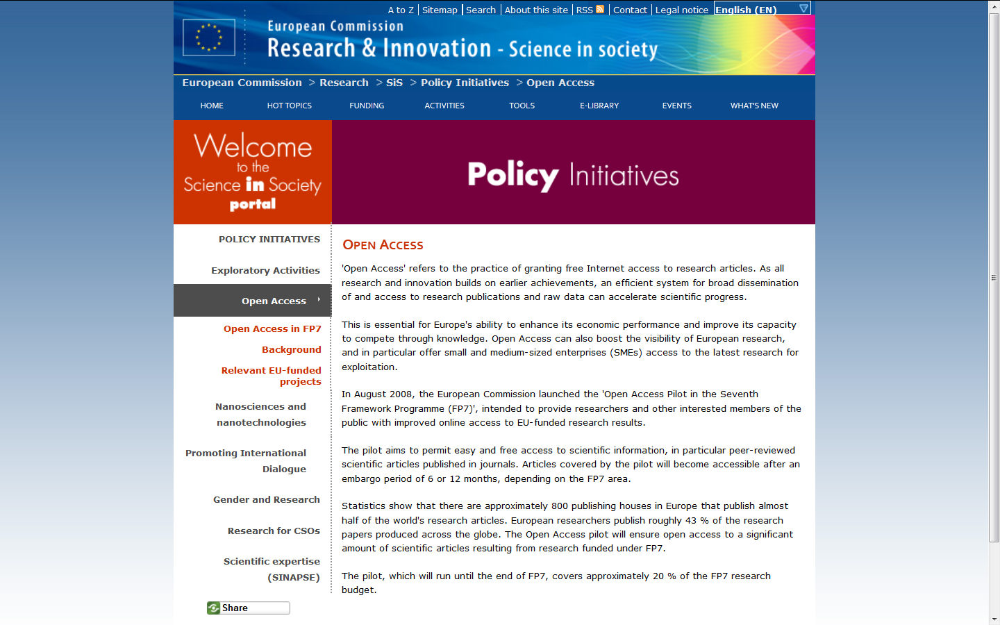 A to Z | Sitemap | Search | About this site | RSS | Contact | Legal notice English (EN)
European Commission
Research & Innovation - Science in society
European Commission > Research > SiS > Policy Initiatives > Open Access
HOME HOT TOPICS FUNDING ACTIVITIES TOOLS E-LIBRARY EVENTS WHAT'S NEW
Welcome
to the
Science in Society
portal
Policy Initiatives
POLICY INITIATIVES
Exploratory Activities
Open Access
Open Access in FP7
Background
Relevant EU-funded
projects
Nanosciences and
nanotechnologies
Promoting International
Dialogue
Gender and Research
Research for CSOs
Scientific expertise
(SINAPSE)
Share
OPEN ACCESS
'Open Access' refers to the practice of granting free Internet access to research articles. As all
research and innovation builds on earlier achievements, an efficient system for broad dissemination
of and access to research publications and raw data can accelerate scientific progress.
This is essential for Europe's ability to enhance its economic performance and improve its capacity
to compete through knowledge. Open Access can also boost the visibility of European research,
and in particular offer small and medium-sized enterprises (SMEs) access to the latest research for
exploitation.
In August 2008, the European Commission launched the 'Open Access Pilot in the Seventh
Framework Programme (FP7)', intended to provide researchers and other interested members of the
public with improved online access to EU-funded research results.
The pilot aims to permit easy and free access to scientific information, in particular peer-reviewed
scientific articles published in journals. Articles covered by the pilot will become accessible after an
embargo period of 6 or 12 months, depending on the FP7 area.
Statistics show that there are approximately 800 publishing houses in Europe that publish almost
half of the world's research articles. European researchers publish roughly 43 % of the research
papers produced across the globe. The Open Access pilot will ensure open access to a significant
amount of scientific articles resulting from research funded under FP7.
The pilot, which will run until the end of FP7, covers approximately 20 % of the FP7 research
budget.